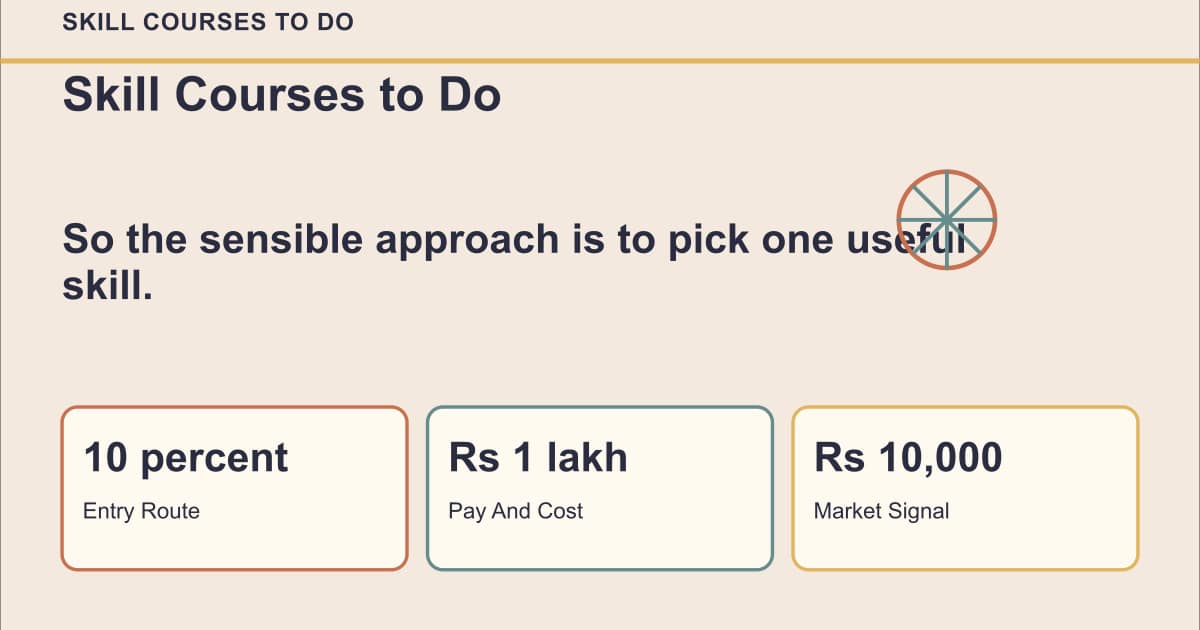 SKILL COURSES TO DO
Skill Courses to Do
So the sensible approach is to pick one useful
skill.
10 percent
Entry Route
Rs 1 lakh
Pay And Cost
Rs 10,000
Market Signal